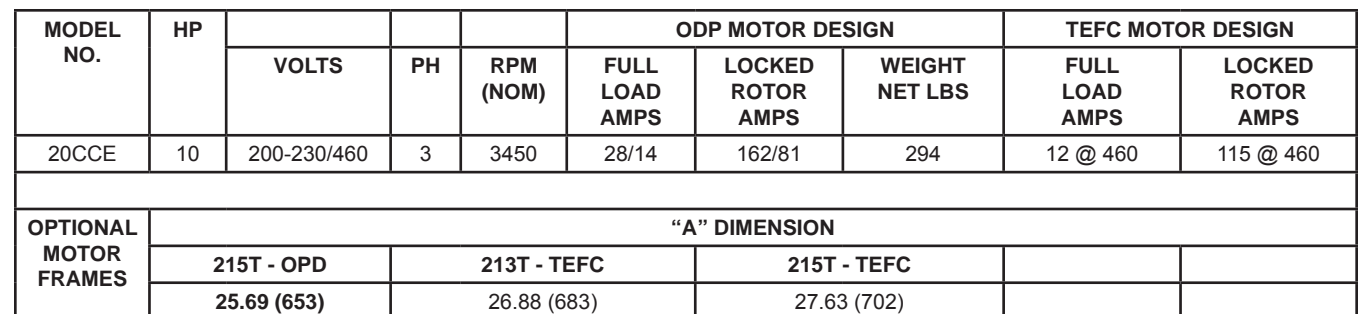 MODEL NO. HP ODP MOTOR DESIGN TEFC MOTOR DESIGN
VOLTS PH RPM (NOM) FULL LOAD AMPS LOCKED ROTOR AMPS WEIGHT NET LBS FULL LOAD AMPS LOCKED ROTOR AMPS
20CCE 10 200-230/460 3 3450 28/14 162/81 294 12 @ 460 115 @ 460
OPTIONAL MOTOR FRAMES “A” DIMENSION
215T - OPD 213T - TEFC 215T - TEFC
25.69 (653) 26.88 (683) 27.63 (702)